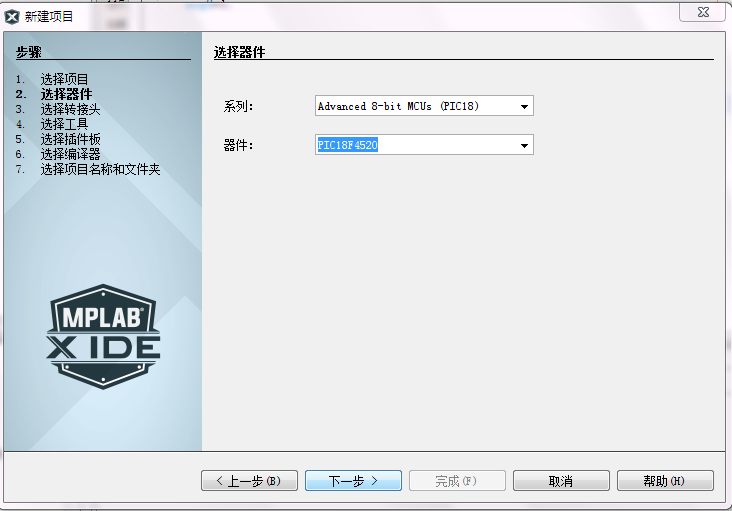 新建项目
步骤
1. 选择项目
2. 选择器件
3. 选择转接头
4. 选择工具
5. 选择插件板
6. 选择编译器
7. 选择项目名称和文件夹
MPLAB®
X IDE
选择器件
系列: Advanced 8-bit MCUs (PIC18)
器件: PIC18F4520
< 上一步(B) 下一步 > 完成(F) 取消 帮助(H)